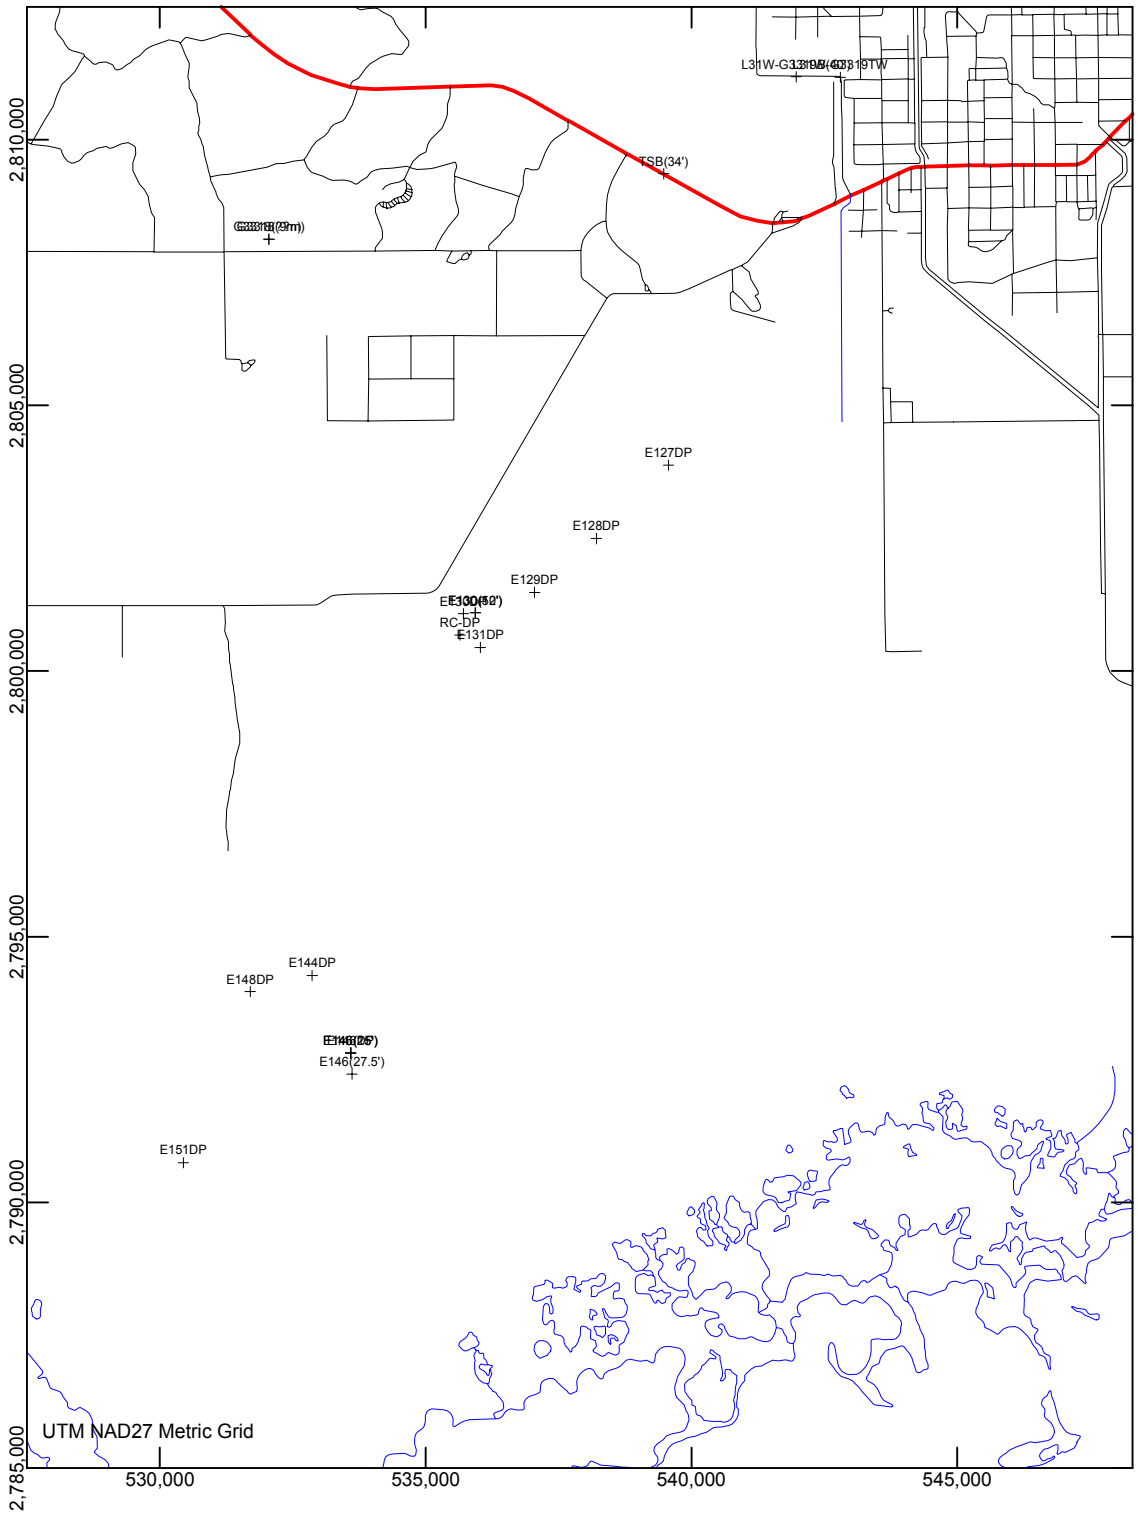 TSB(34')
2,810,000
2,805,000
E127DP
E128DP
E129DP
RC-DP
E131DP
2,800,000
2,795,000
E144DP
E148DP
E146(27.5')
E151DP
2,790,000
UTM NAD27 Metric Grid
2,785,000
530,000
535,000
540,000
545,000